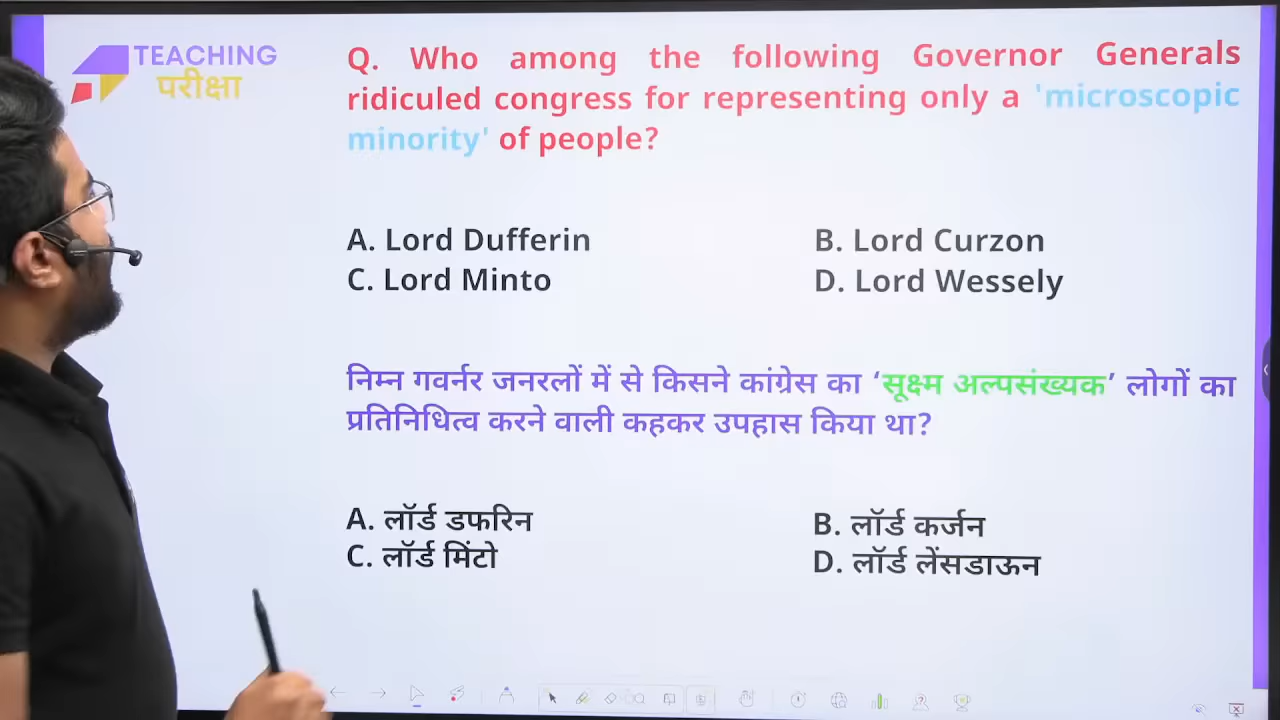 TEACHING
परीक्षा
Q. Who among the following Governor Generals
ridiculed congress for representing only a 'microscopic
minority' of people?
A. Lord Dufferin
B. Lord Curzon
C. Lord Minto
D. Lord Wessely
निम्न गवर्नर जनरलों में से किसने कांग्रेस का ‘सूक्ष्म अल्पसंख्यक’ लोगों का
प्रतिनिधित्व करने वाली कहकर उपहास किया था?
A. लॉर्ड डफरिन
B. लॉर्ड कर्जन
C. लॉर्ड मिंटो
D. लॉर्ड लेंसडाऊन